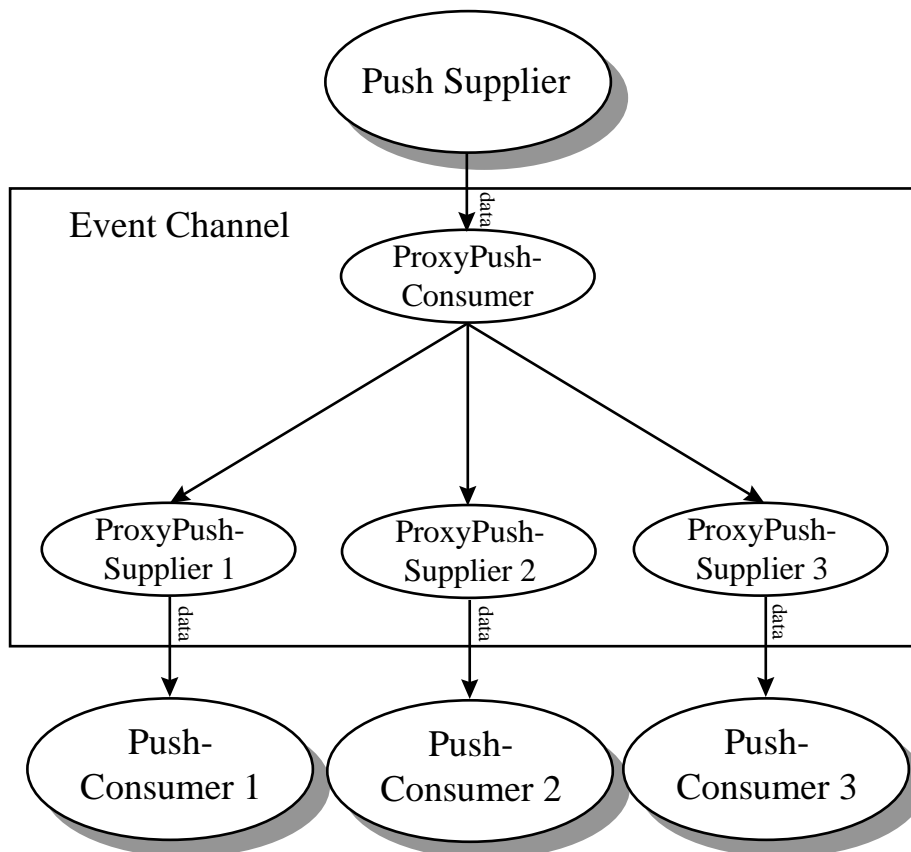 Push Supplier
data
Event Channel
ProxyPush-
Consumer
ProxyPush-
Supplier 1
ProxyPush-
Supplier 2
ProxyPush-
Supplier 3
data
data
data
Push-
Consumer 1
Push-
Consumer 2
Push-
Consumer 3